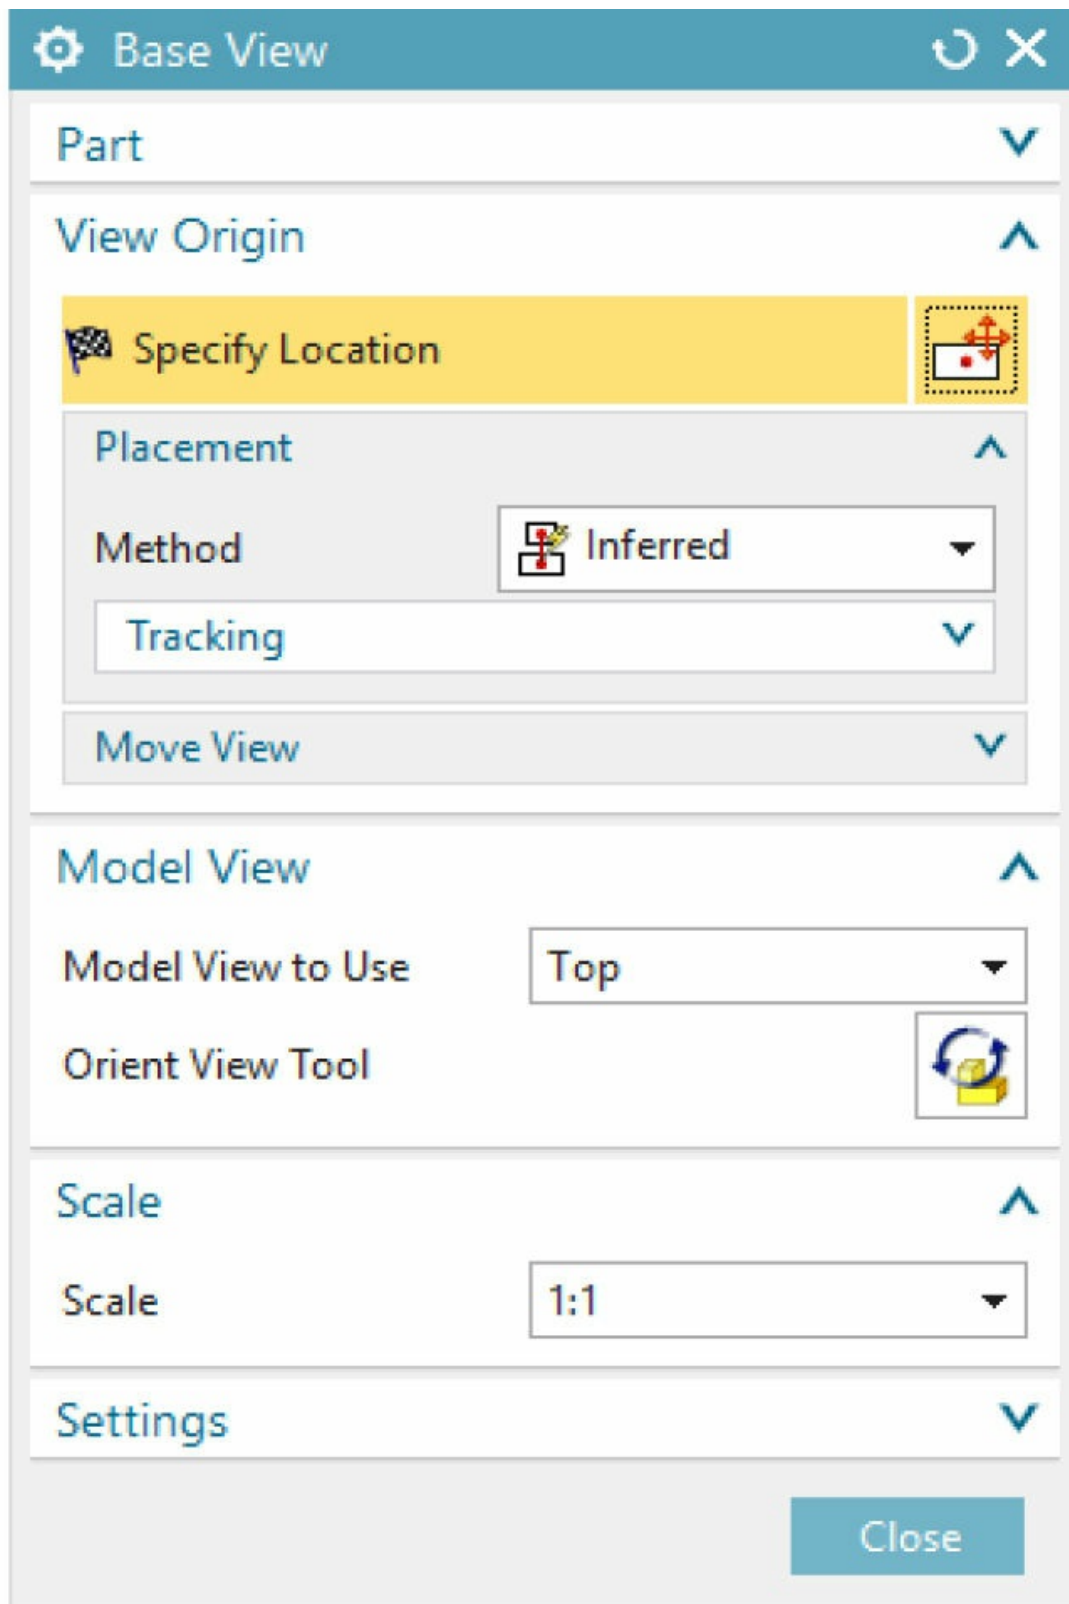 Base View
Part
View Origin
Specify Location
Placement
Method Inferred
Tracking
Move View
Model View
Model View to Use Top
Orient View Tool
Scale
Scale 1:1
Settings
Close